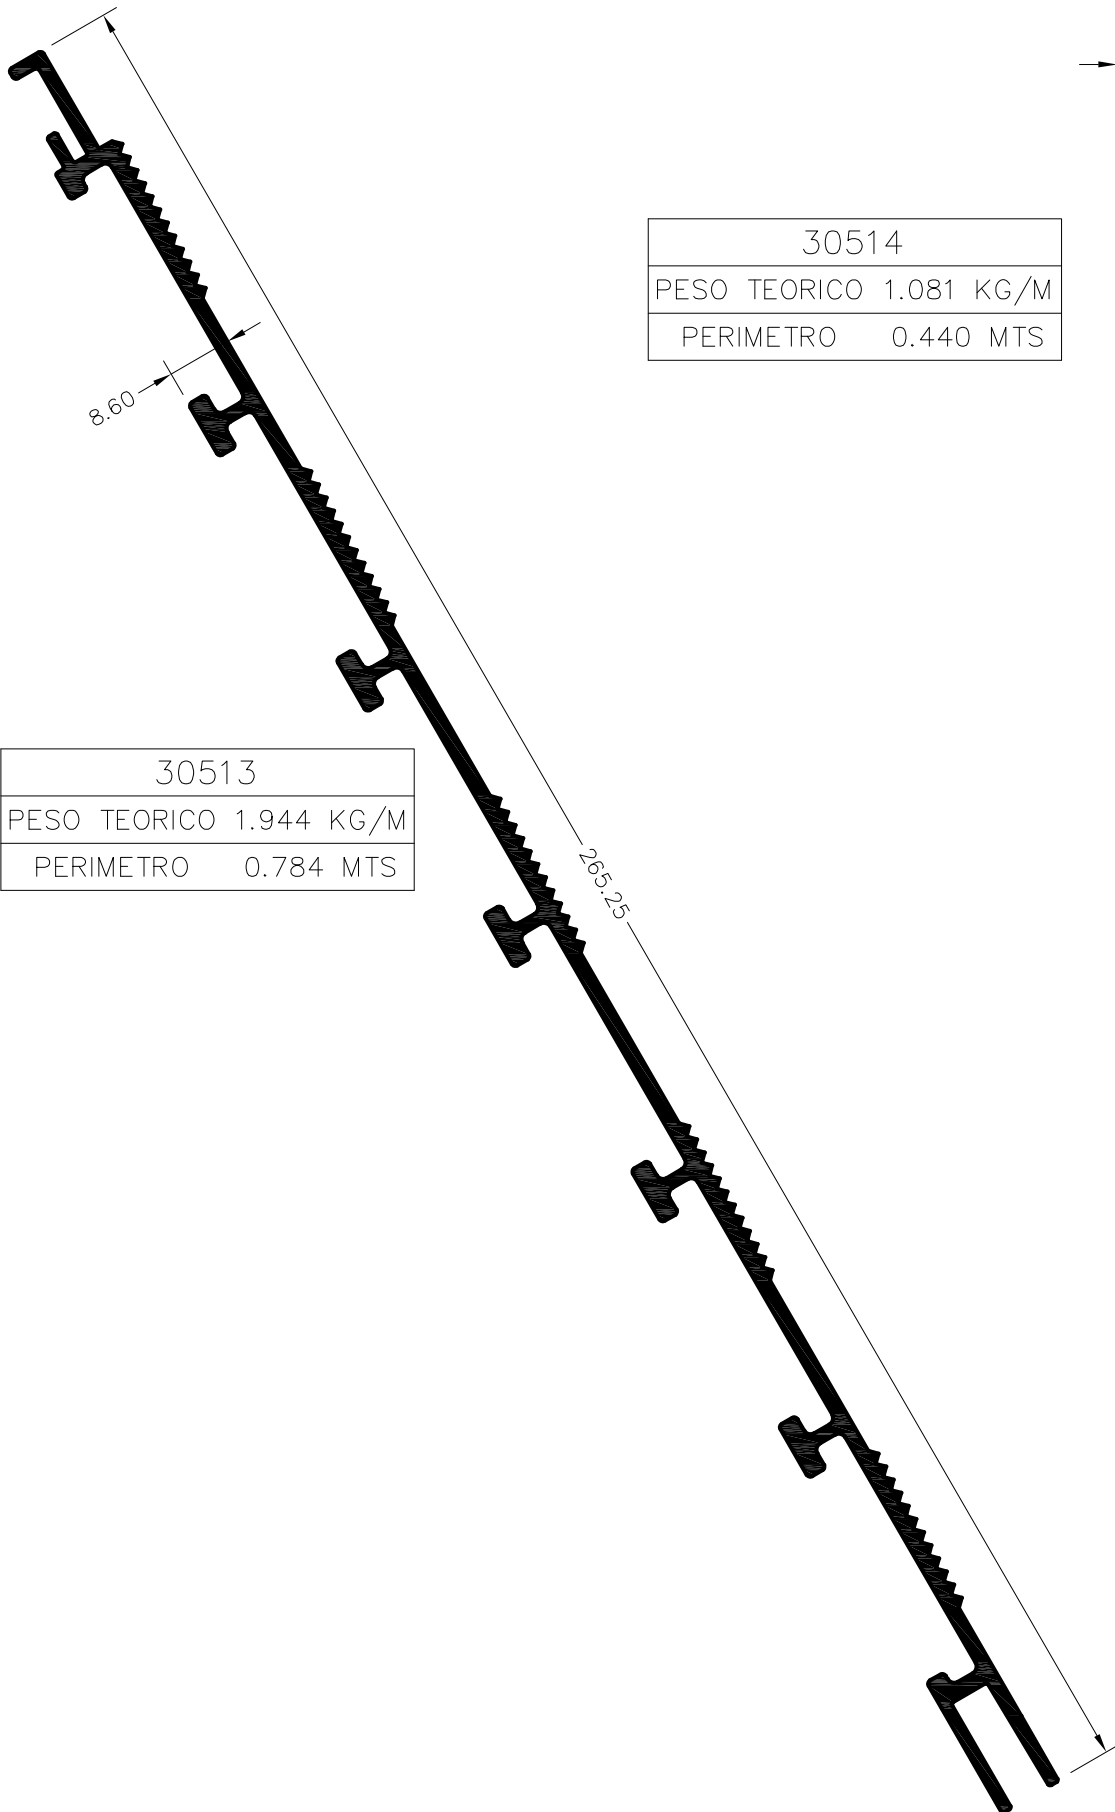 30514
PESO TEORICO 1.081 KG/M
PERIMETRO 0.440 MTS
8.60
30513
PESO TEORICO 1.944 KG/M
PERIMETRO 0.784 MTS
265.25